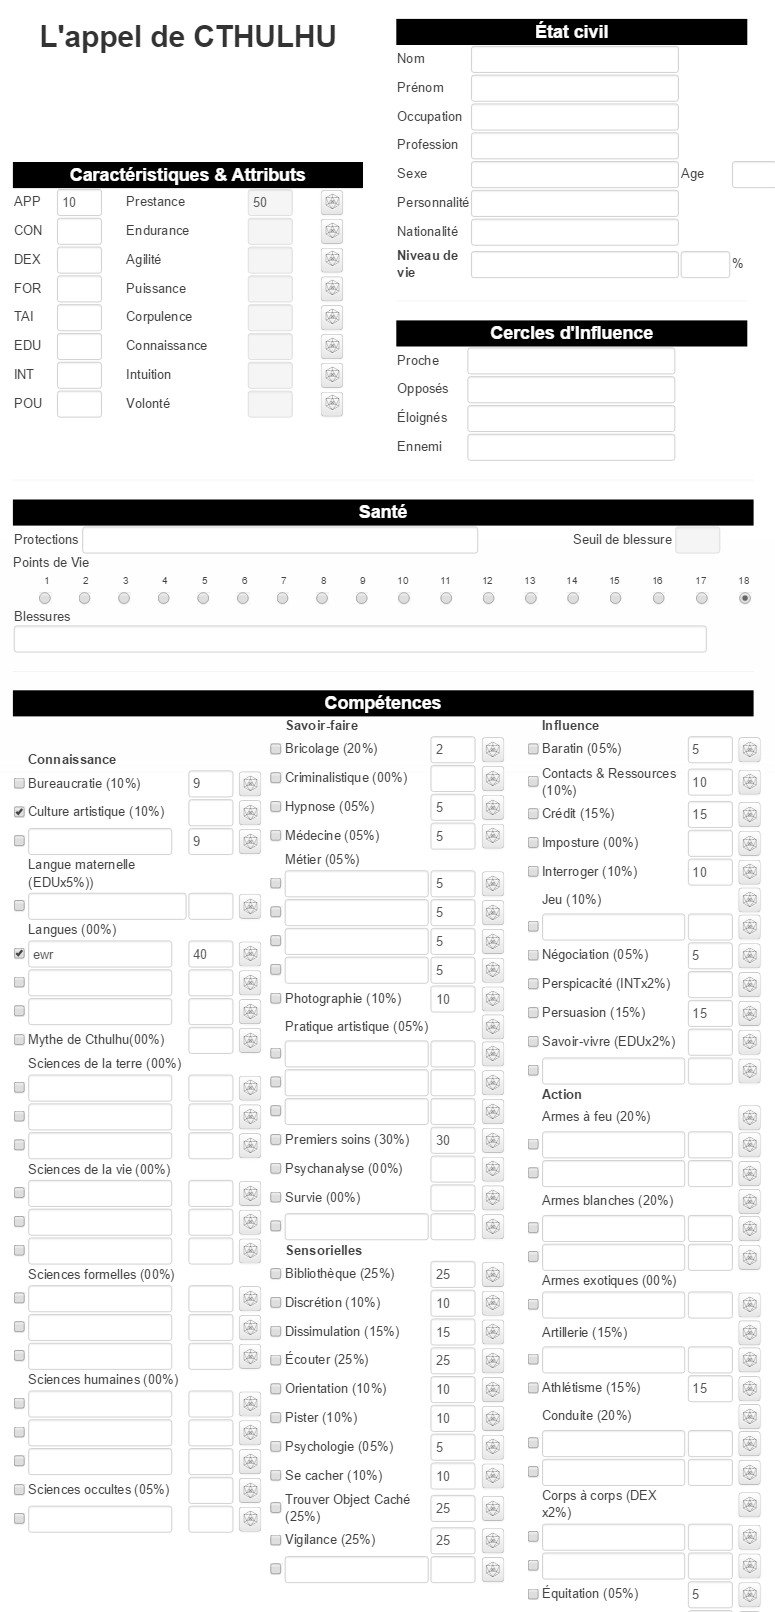 L'appel de CTHULHU
État civil
Nom
Prénom
Occupation
Profession
Sexe Age
Personnalité
Nationalité
Niveau de
vie %
Caractéristiques & Attributs
APP 10 Prestance 50
CON Endurance
DEX Agilité
FOR Puissance
TAI Corpulence
EDU Connaissance
INT Intuition
POU Volonté
Cercles d'Influence
Proche
Opposés
Éloignés
Ennemi
Santé
Protections Seuil de blessure
Points de Vie
1 2 3 4 5 6 7 8 9 10 11 12 13 14 15 16 17 18
Blessures
Compétences
Connaissance
Bureaucratie (10%) 9
Culture artistique (10%)
9
Langue maternelle
(EDUx5%))
Langues (00%)
ewr 40
Mythe de Cthulhu(00%)
Sciences de la terre (00%)
Sciences de la vie (00%)
Sciences formelles (00%)
Sciences humaines (00%)
Sciences occultes (05%)
Savoir-faire
Bricolage (20%) 2
Criminalistique (00%)
Hypnose (05%) 5
Médecine (05%) 5
Métier (05%)
5
5
5
5
Photographie (10%) 10
Pratique artistique (05%)
Premiers soins (30%) 30
Psychanalyse (00%)
Survie (00%)
Sensorielles
Bibliothèque (25%) 25
Discrétion (10%) 10
Dissimulation (15%) 15
Écouter (25%) 25
Orientation (10%) 10
Pister (10%) 10
Psychologie (05%) 5
Se cacher (10%) 10
Trouver Object Caché
(25%) 25
Vigilance (25%) 25
Influence
Baratin (05%) 5
Contacts & Ressources
(10%) 10
Crédit (15%) 15
Imposture (00%)
Interroger (10%) 10
Jeu (10%)
Négociation (05%) 5
Perspicacité (INTx2%)
Persuasion (15%) 15
Savoir-vivre (EDUx2%)
Action
Armes à feu (20%)
Armes blanches (20%)
Armes exotiques (00%)
Artillerie (15%)
Athlétisme (15%) 15
Conduite (20%)
Corps à corps (DEX
x2%)
Équitation (05%) 5